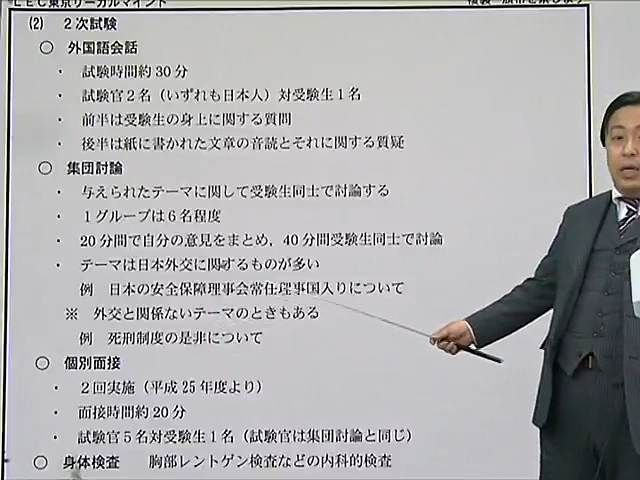 LEC東京リーガルマインド
(2) 2次試験
○ 外国語会話
・ 試験時間約30分
・ 試験官2名（いずれも日本人）対受験生1名
・ 前半は受験生の身上に関する質問
・ 後半は紙に書かれた文章の音読とそれに関する質疑
○ 集団討論
・ 与えられたテーマに関して受験生同士で討論する
・ 1グループは6名程度
・ 20分間で自分の意見をまとめ，40分間受験生同士で討論
・ テーマは日本外交に関するものが多い
例 日本の安全保障理事会常任理事国入りについて
※ 外交と関係ないテーマのときもある
例 死刑制度の是非について
○ 個別面接
・ 2回実施（平成25年度より）
・ 面接時間約20分
・ 試験官5名対受験生1名（試験官は集団討論と同じ）
○ 身体検査 胸部レントゲン検査などの内科的検査